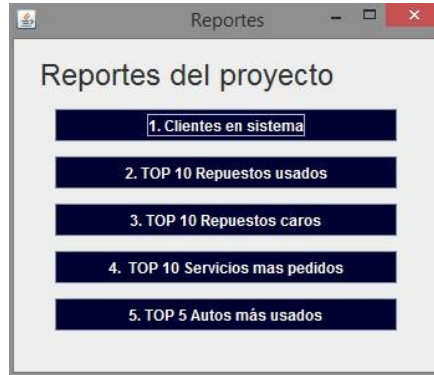 Reportes
Reportes del proyecto
1. Clientes en sistema
2. TOP 10 Repuestos usados
3. TOP 10 Repuestos caros
4. TOP 10 Servicios mas pedidos
5. TOP 5 Autos más usados